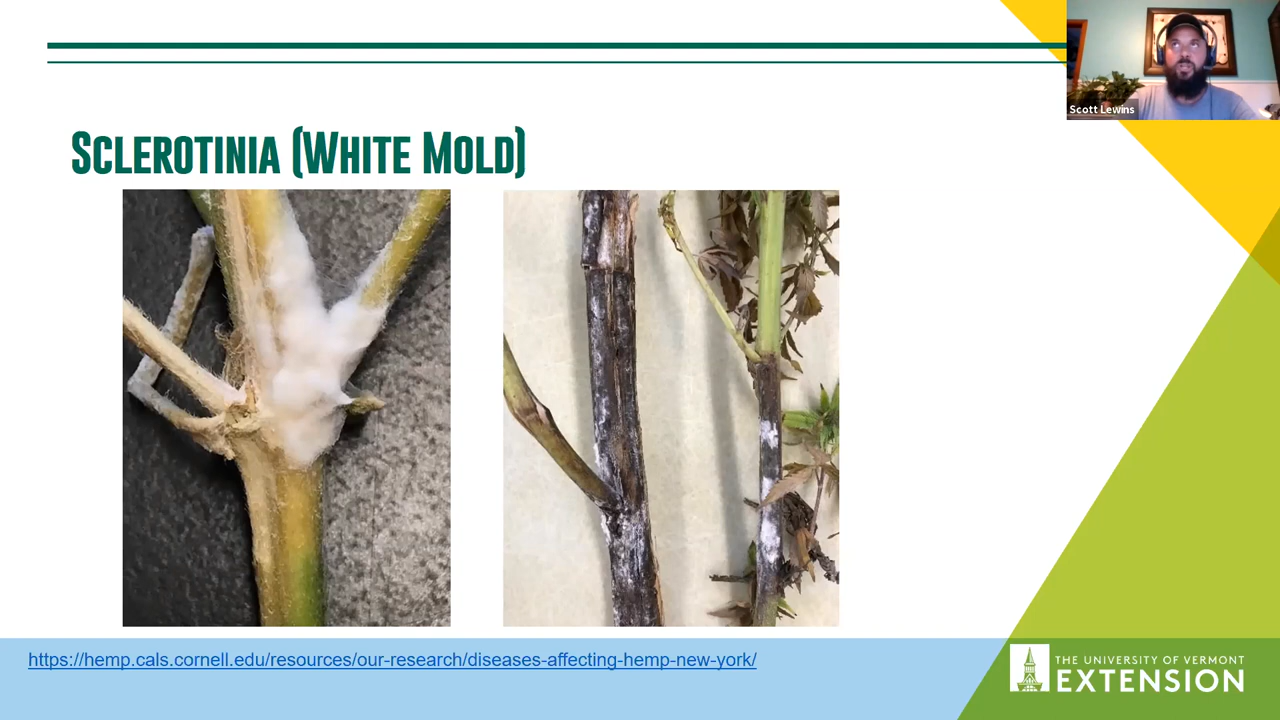 Scott Lewins
Sclerotinia (White Mold)
https://hemp.cals.cornell.edu/resources/our-research/diseases-affecting-hemp-new-york/
THE UNIVERSITY OF VERMONT
EXTENSION